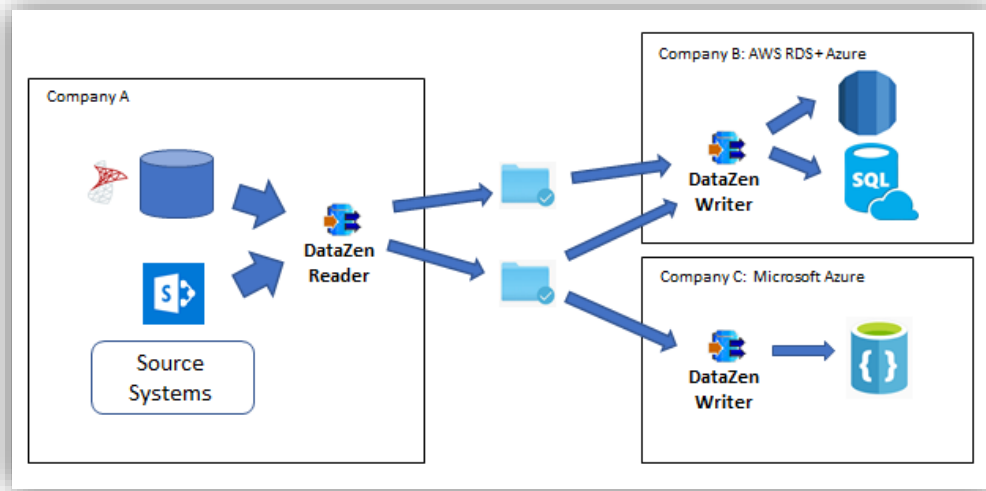 Company A
S
Source
Systems
DataZen
Reader
Company B: AWS RDS+ Azure
DataZen
Writer
SQL
Company C:  Microsoft Azure
DataZen
Writer
{ }